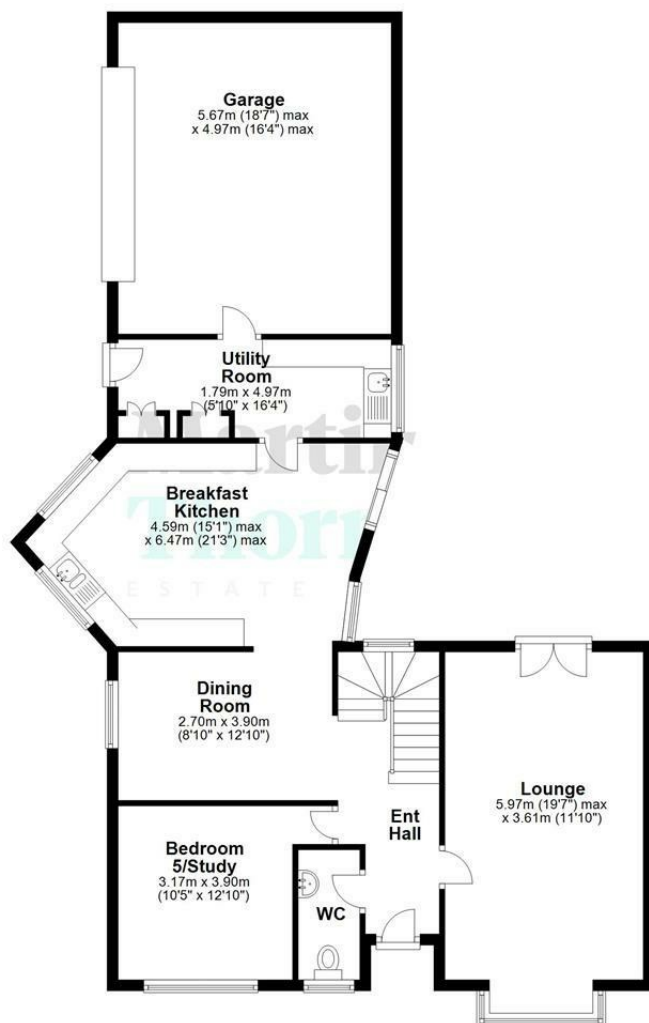 Garage
5.67m (18'7") max
x 4.97m (16'4") max
Utility
Room
1.79m x 4.97m
(5'10" x 16'4")
Martin
Thorn
ESTATE
Breakfast
Kitchen
4.59m (15'1") max
x 6.47m (21'3") max
Dining
Room
2.70m x 3.90m
(8'10" x 12'10")
Lounge
5.97m (19'7") max
x 3.61m (11'10")
Ent
Hall
Bedroom
5/Study
3.17m x 3.90m
(10'5" x 12'10")
WC